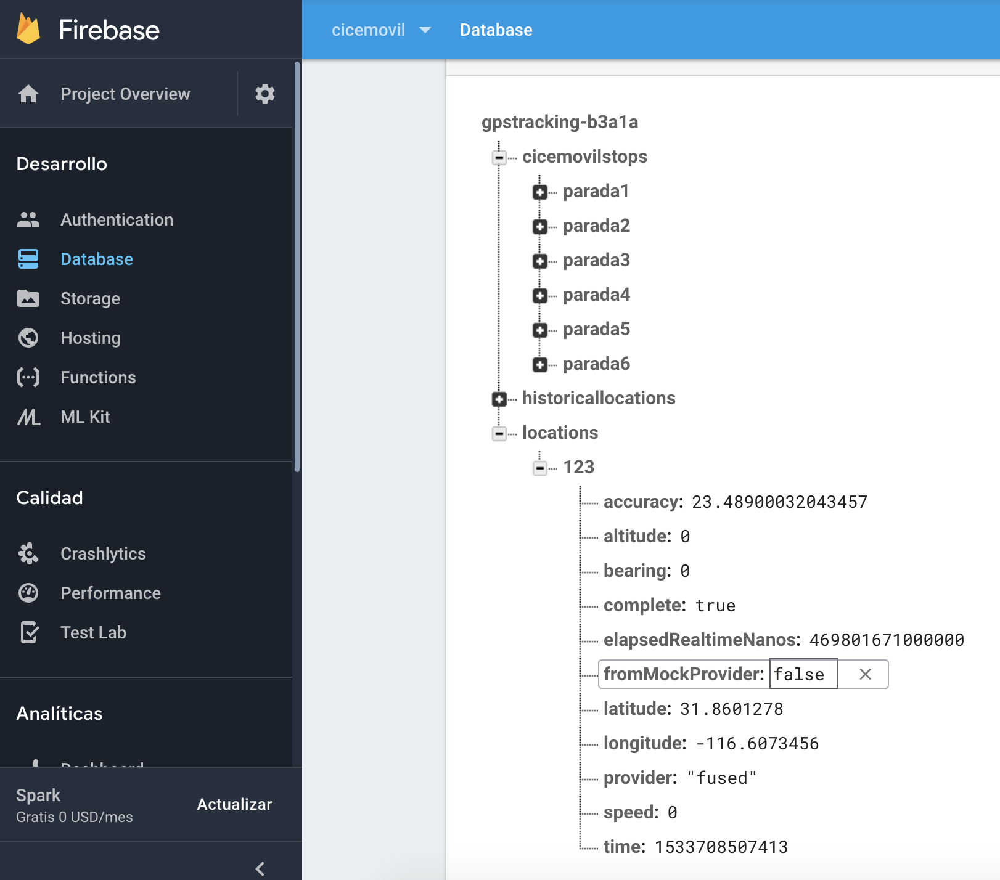 Firebase
cicemovil
Database
Project Overview
Desarrollo
Authentication
Database
Storage
Hosting
Functions
ML Kit
Calidad
Crashlytics
Performance
Test Lab
Analíticas
Dashboard
Spark
Gratis 0 USD/mes
Actualizar
gpstracking-b3a1a
cicemovilstops
parada1
parada2
parada3
parada4
parada5
parada6
historicallocations
locations
123
accuracy: 23.48900032043457
altitude: 0
bearing: 0
complete: true
elapsedRealtimeNanos: 469801671000000
fromMockProvider: false
latitude: 31.8601278
longitude: -116.6073456
provider: "fused"
speed: 0
time: 1533708507413